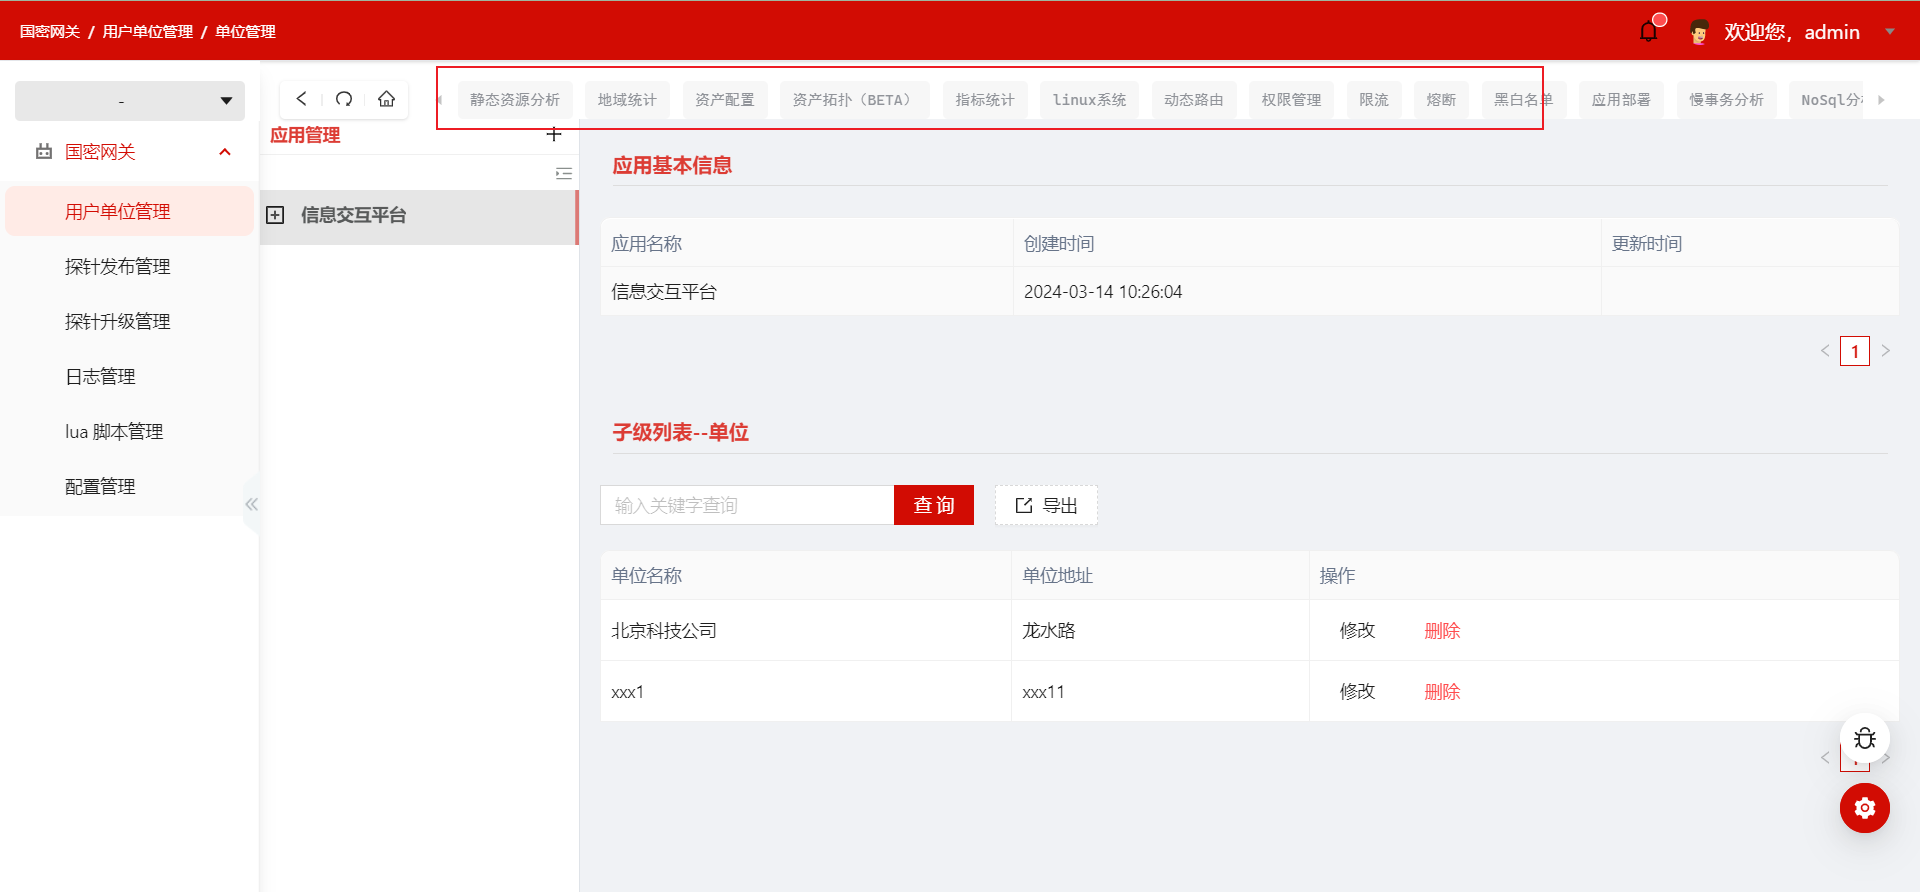 国密网关 / 用户单位管理 / 单位管理
欢迎您，admin
-
静态资源分析 地域统计 资产配置 资产拓扑（BETA） 指标统计 linux系统 动态路由 权限管理 限流 熔断 黑白名单 应用部署 慢事务分析 NoSql分
国密网关
用户单位管理
探针发布管理
探针升级管理
日志管理
lua 脚本管理
配置管理
应用管理
信息交互平台
应用基本信息
应用名称 创建时间 更新时间
信息交互平台 2024-03-14 10:26:04
1
子级列表--单位
输入关键字查询 查 询 导出
单位名称 单位地址 操作
北京科技公司 龙水路 修改 删除
xxx1 xxx11 修改 删除